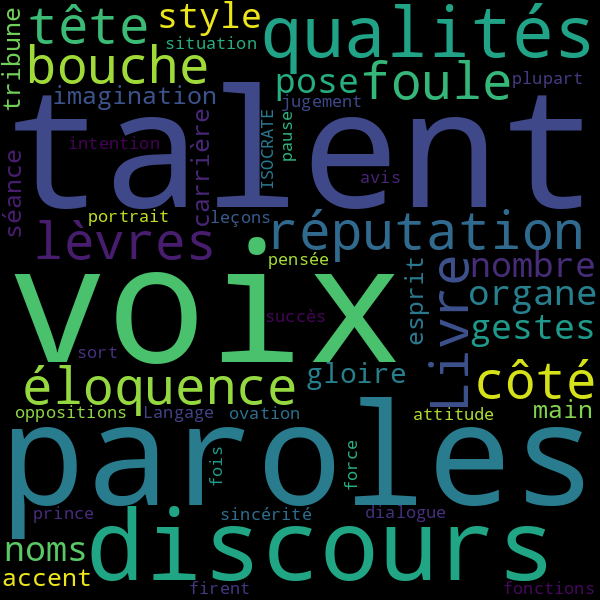 tribune
tête
style
qualités
situation
bouche
pose
foule
plupart
imagination
jugement
talent
intention
carrière
ISOCRATE
pause
avis
séance
portrait
leçons
lèvres
réputation
pensée
nombre
voix
esprit
Livre
organe
succès
gestes
sort
gloire
côté
éloquence
oppositions
Langage
ovation
attitude
main
paroles
fois
force
prince
sincérité
dialogue
noms
discours
accent
firent
fonctions